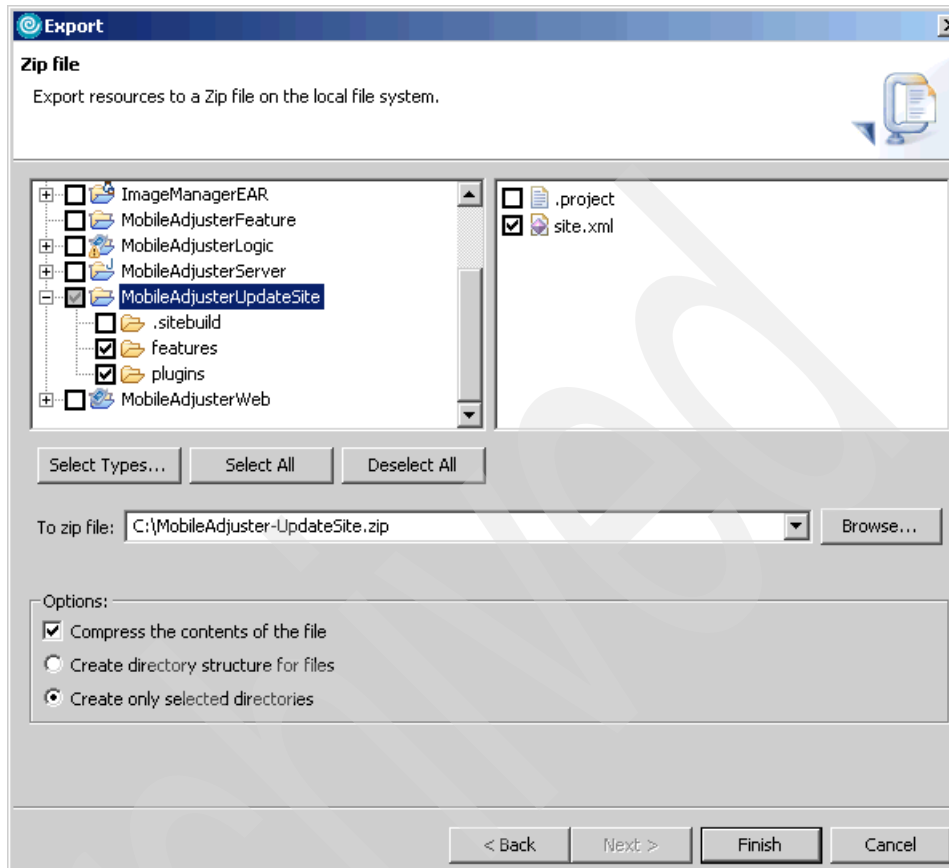 Export
Zip file
Export resources to a Zip file on the local file system.
ImageManagerEAR
MobileAdjusterFeature
MobileAdjusterLogic
MobileAdjusterServer
MobileAdjusterUpdateSite
.sitebuild
features
plugins
MobileAdjusterWeb
.project
site.xml
Select Types... Select All Deselect All
To zip file: C:\MobileAdjuster-UpdateSite.zip Browse...
Options:
Compress the contents of the file
Create directory structure for files
Create only selected directories
< Back Next > Finish Cancel